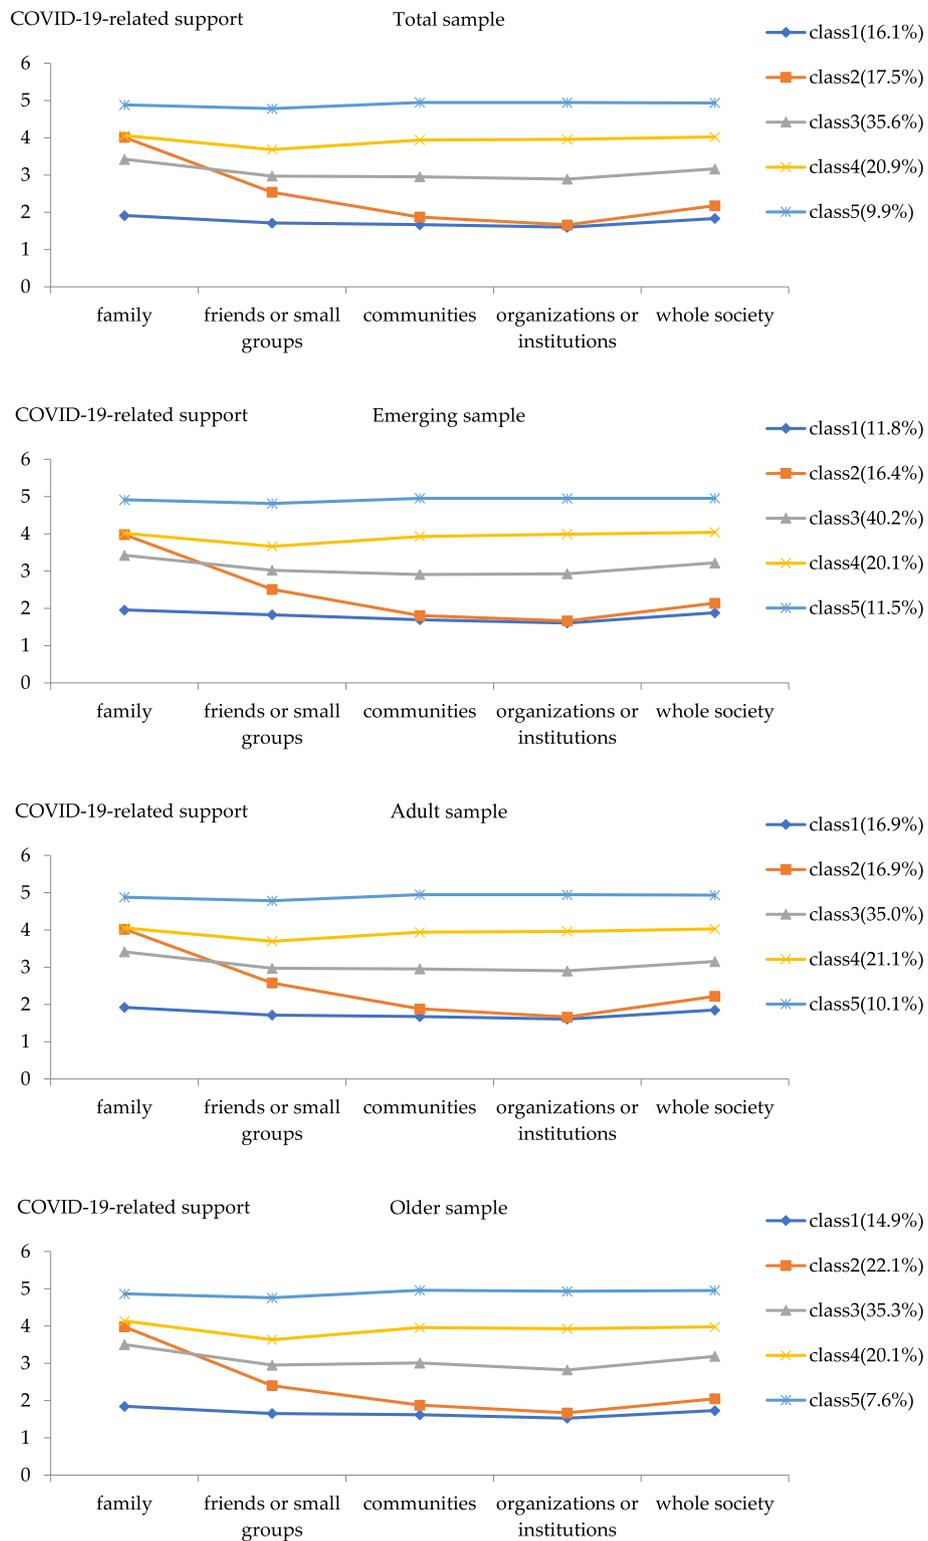 COVID-19-related support
Total sample
class1(16.1%)
class2(17.5%)
class3(35.6%)
class4(20.9%)
class5(9.9%)
6
5
4
3
2
1
0
family
friends or small
groups
communities
organizations or
institutions
whole society
COVID-19-related support
Emerging sample
class1(11.8%)
class2(16.4%)
class3(40.2%)
class4(20.1%)
class5(11.5%)
6
5
4
3
2
1
0
family
friends or small
groups
communities
organizations or
institutions
whole society
COVID-19-related support
Adult sample
class1(16.9%)
class2(16.9%)
class3(35.0%)
class4(21.1%)
class5(10.1%)
6
5
4
3
2
1
0
family
friends or small
groups
communities
organizations or
institutions
whole society
COVID-19-related support
Older sample
class1(14.9%)
class2(22.1%)
class3(35.3%)
class4(20.1%)
class5(7.6%)
6
5
4
3
2
1
0
family
friends or small
groups
communities
organizations or
institutions
whole society